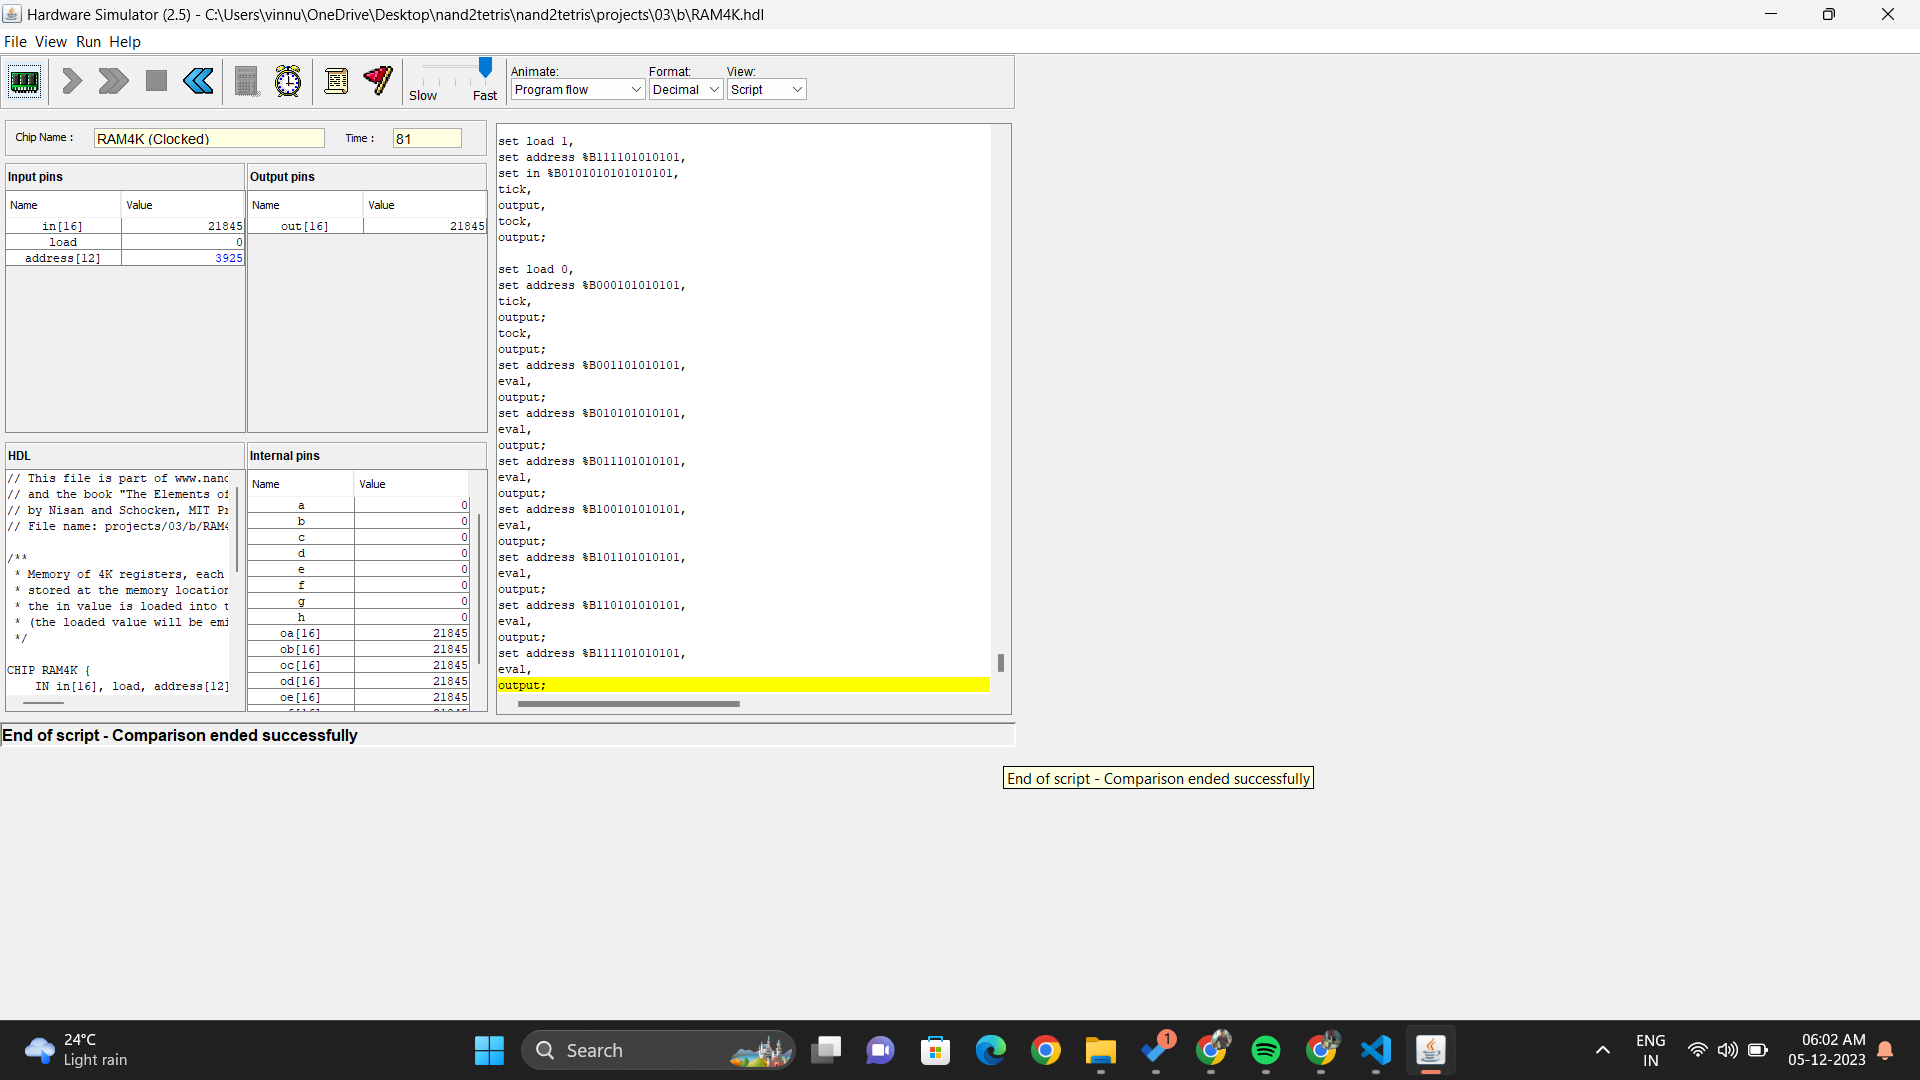 Hardware Simulator (2.5) - C:\Users\vinnu\OneDrive\Desktop\nand2tetris\nand2tetris\projects\03\b\RAM4K.hdl
File View Run Help
Slow Fast
Animate: Format: View:
Program flow Decimal Script
Chip Name : RAM4K (Clocked) Time : 81
Input pins
Name Value
in[16] 21845
load 0
address[12] 3925
Output pins
Name Value
out[16] 21845
HDL
// This file is part of www.nand
// and the book "The Elements of
// by Nisan and Schocken, MIT Pr
// File name: projects/03/b/RAM4
/**
* Memory of 4K registers, each
* stored at the memory location
* the in value is loaded into t
* (the loaded value will be emi
*/
CHIP RAM4K {
IN in[16], load, address[12]
Internal pins
Name Value
a 0
b 0
c 0
d 0
e 0
f 0
g 0
h 0
oa[16] 21845
ob[16] 21845
oc[16] 21845
od[16] 21845
oe[16] 21845
set load 1,
set address %B111101010101,
set in %B0101010101010101,
tick,
output,
tock,
output;
set load 0,
set address %B000101010101,
tick,
output;
tock,
output;
set address %B001101010101,
eval,
output;
set address %B010101010101,
eval,
output;
set address %B011101010101,
eval,
output;
set address %B100101010101,
eval,
output;
set address %B101101010101,
eval,
output;
set address %B110101010101,
eval,
output;
set address %B111101010101,
eval,
output;
End of script - Comparison ended successfully
End of script - Comparison ended successfully
24°C
Light rain
Search
1
ENG
IN
06:02 AM
05-12-2023